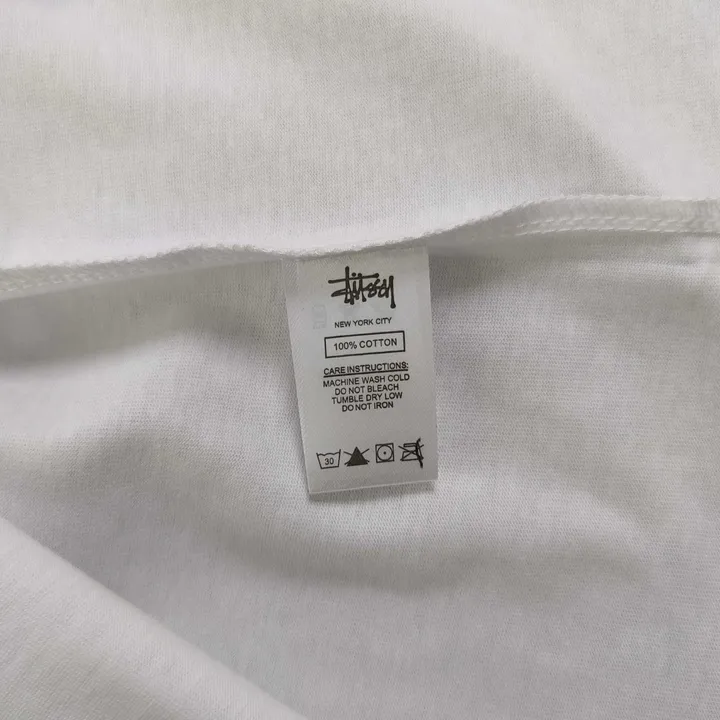 Stüssy
NEW YORK CITY
100% COTTON
CARE INSTRUCTIONS:
MACHINE WASH COLD
DO NOT BLEACH
TUMBLE DRY LOW
DO NOT IRON
30